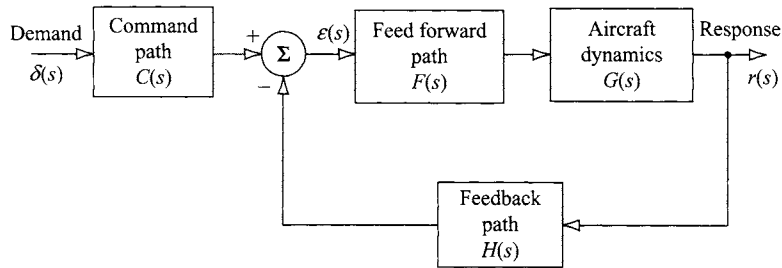 Demand
δ(s)
Command
path
C(s)
+
Σ
−
ε(s)
Feed forward
path
F(s)
Aircraft
dynamics
G(s)
Response
r(s)
Feedback
path
H(s)